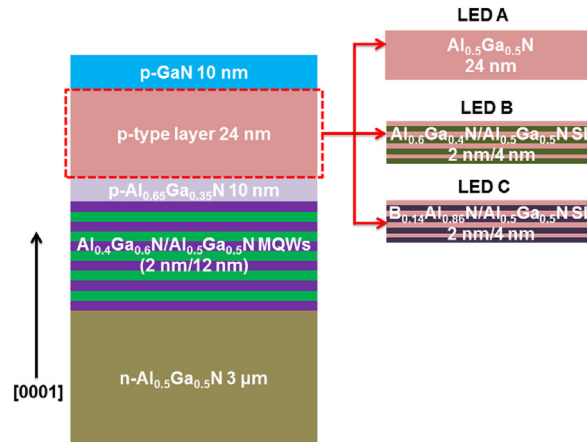 LED A
p-GaN 10 nm
Al0.5Ga0.5N
24 nm
p-type layer 24 nm
LED B
Al0.6Ga0.4N/Al0.5Ga0.5N SL
2 nm/4 nm
p-Al0.65Ga0.35N 10 nm
LED C
B0.14Al0.86N/Al0.5Ga0.5N SL
2 nm/4 nm
Al0.4Ga0.6N/Al0.5Ga0.5N MQWs
(2 nm/12 nm)
n-Al0.5Ga0.5N 3 μm
[0001]